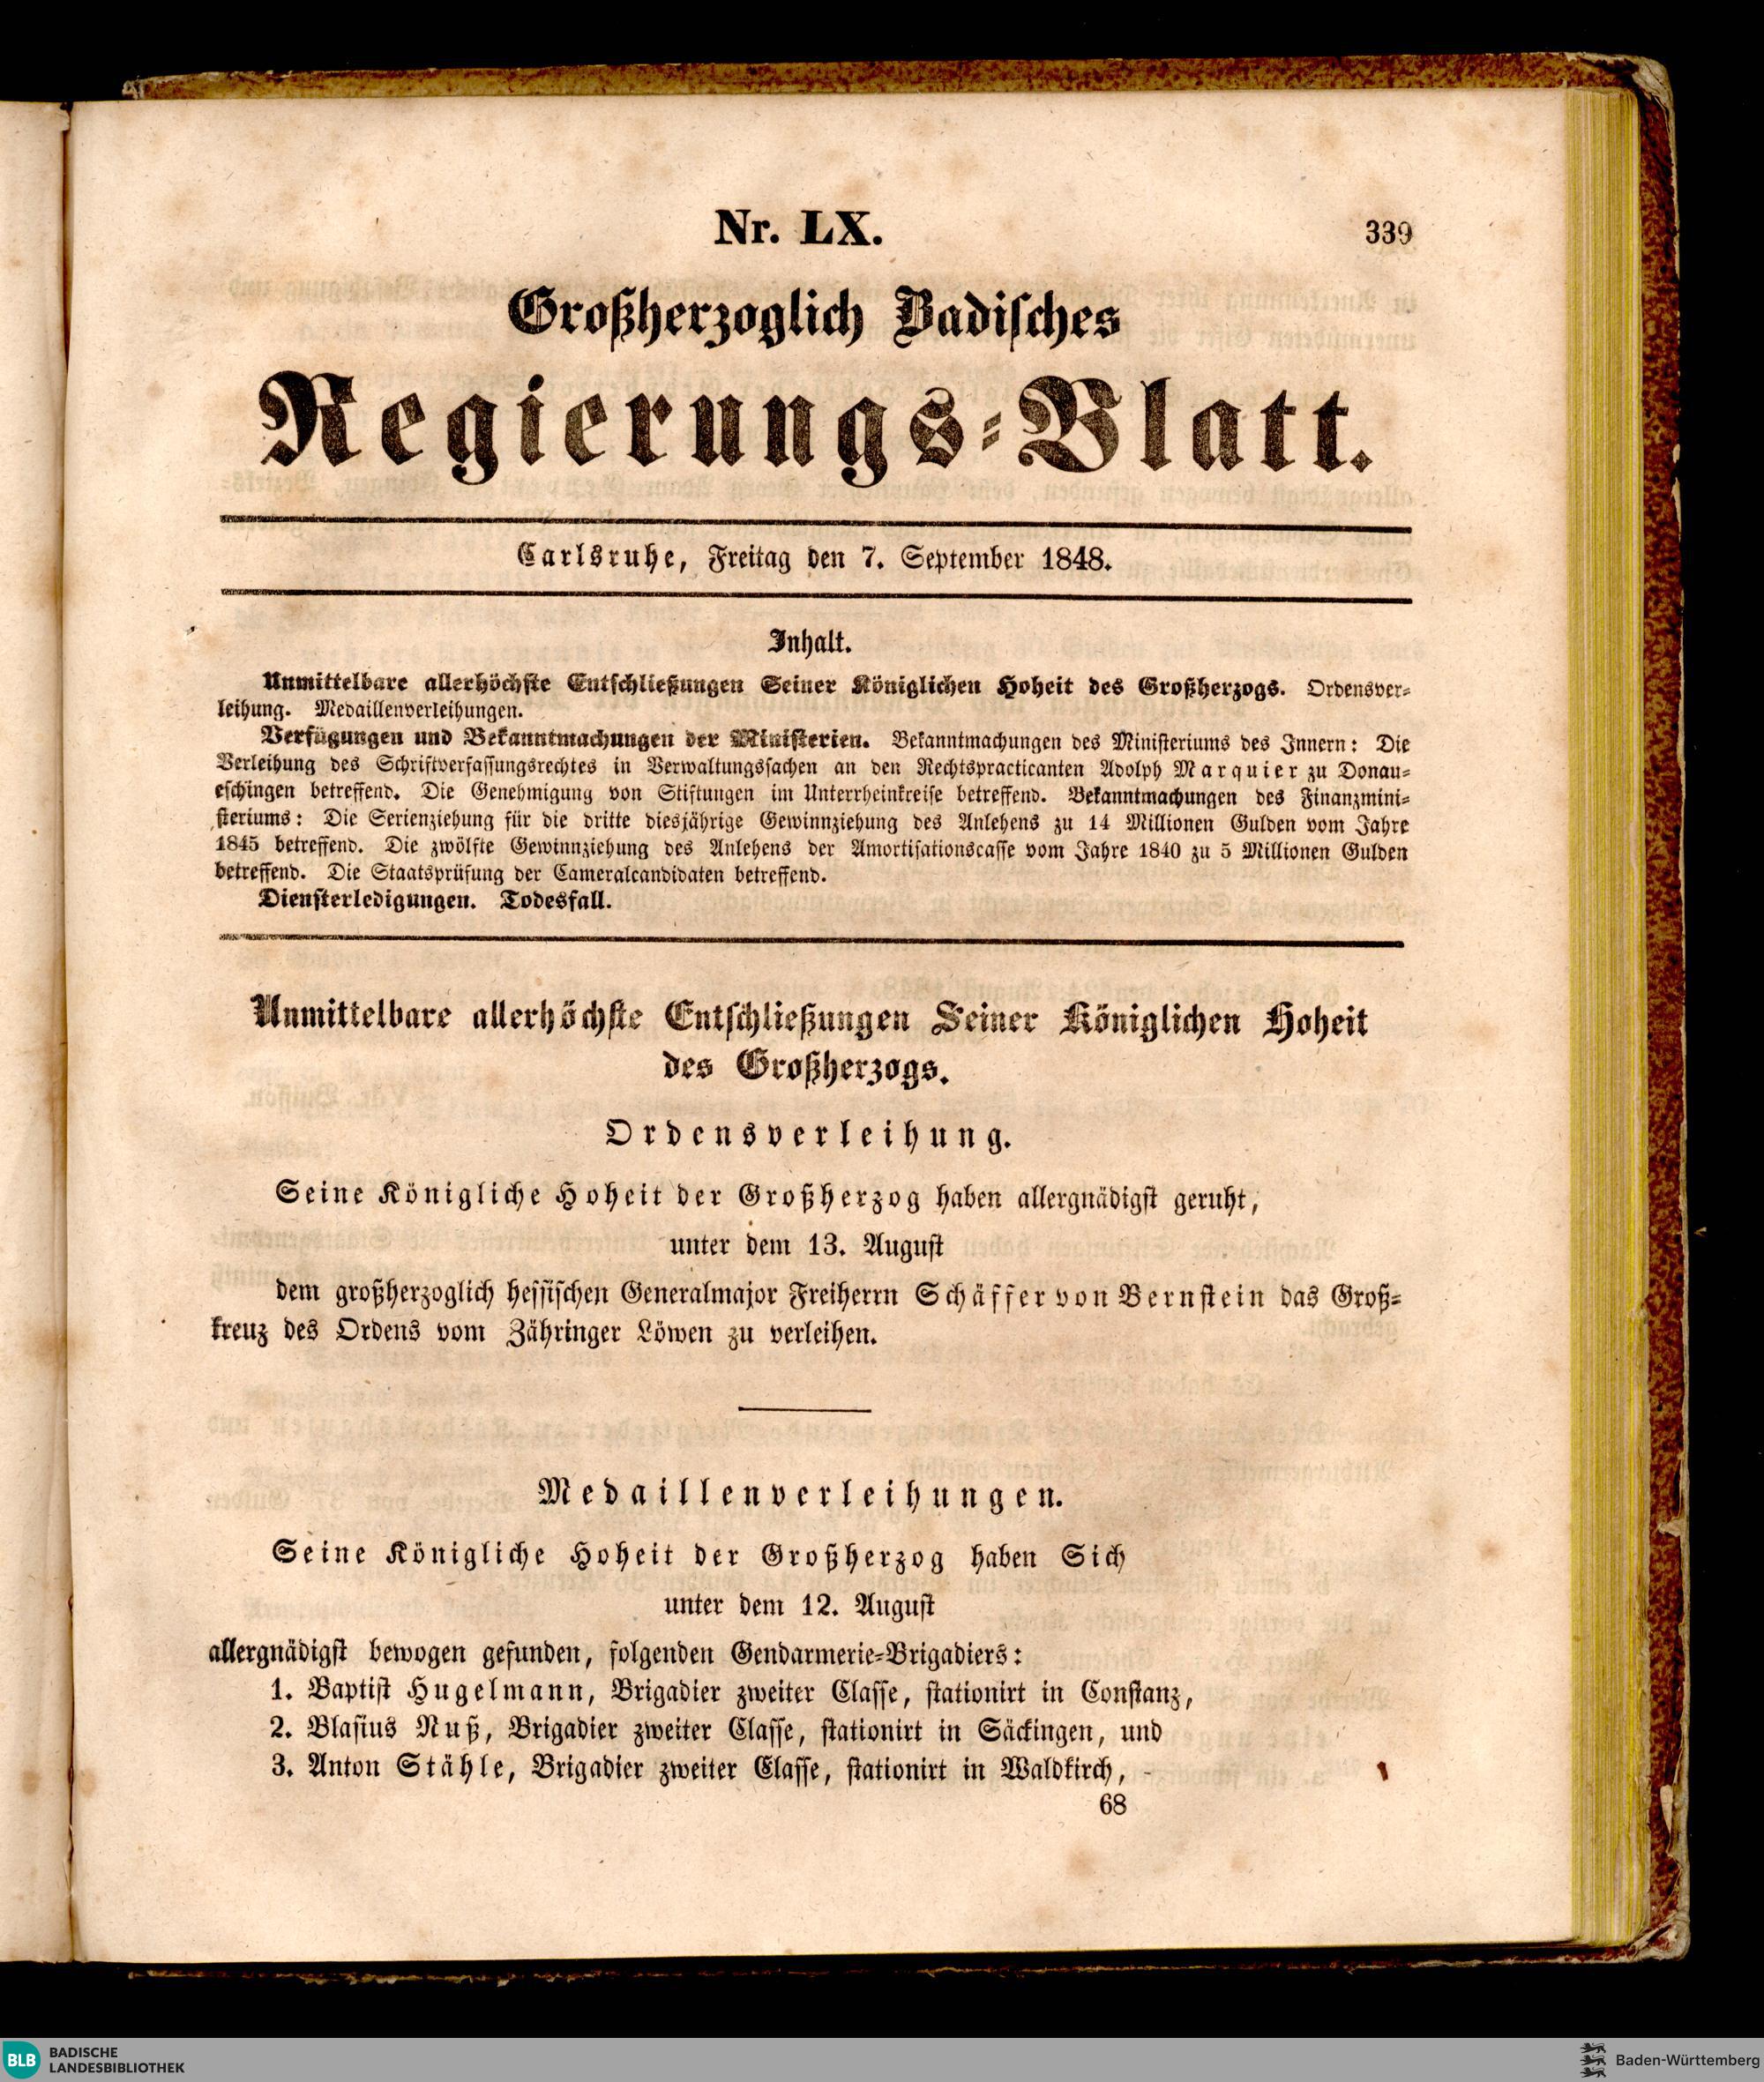 Nr. LX.
339
Großherzoglich Badisches
Regierungs-Blatt.
Carlsruhe, Freitag den 7. September 1848.
Inhalt.
Unmittelbare allerhöchste Entschließungen Seiner Königlichen Hoheit des Großherzogs. Ordensver-
leihung. Medaillenverleihungen.
Verfügungen und Bekanntmachungen der Ministerien. Bekanntmachungen des Ministeriums des Innern: Die
Verleihung des Schriftverfassungsrechtes in Verwaltungssachen an den Rechtspracticanten Adolph Marquier zu Donau-
eschingen betreffend. Die Genehmigung von Stiftungen im Unterrheinkreise betreffend. Bekanntmachungen des Finanzmini-
steriums: Die Serienziehung für die dritte diesjährige Gewinnziehung des Anlehens zu 14 Millionen Gulden vom Jahre
1845 betreffend. Die zwölfte Gewinnziehung des Anlehens der Amortisationscasse vom Jahre 1840 zu 5 Millionen Gulden
betreffend. Die Staatsprüfung der Cameralcandidaten betreffend.
Diensterledigungen. Todesfall.
Unmittelbare allerhöchste Entschließungen Seiner Königlichen Hoheit
des Großherzogs.
Ordensverleihung.
Seine Königliche Hoheit der Großherzog haben allergnädigst geruht,
unter dem 13. August
dem großherzoglich hessischen Generalmajor Freiherrn Schäffer von Bernstein das Groß-
kreuz des Ordens vom Zähringer Löwen zu verleihen.
Medaillenverleihungen.
Seine Königliche Hoheit der Großherzog haben Sich
unter dem 12. August
allergnädigst bewogen gefunden, folgenden Gendarmerie-Brigadiers:
1. Baptist Hugelmann, Brigadier zweiter Classe, stationirt in Constanz,
2. Blasius Nuß, Brigadier zweiter Classe, stationirt in Säckingen, und
3. Anton Stähle, Brigadier zweiter Classe, stationirt in Waldkirch,
68
BLB BADISCHE
LANDESBIBLIOTHEK
Baden-Württemberg